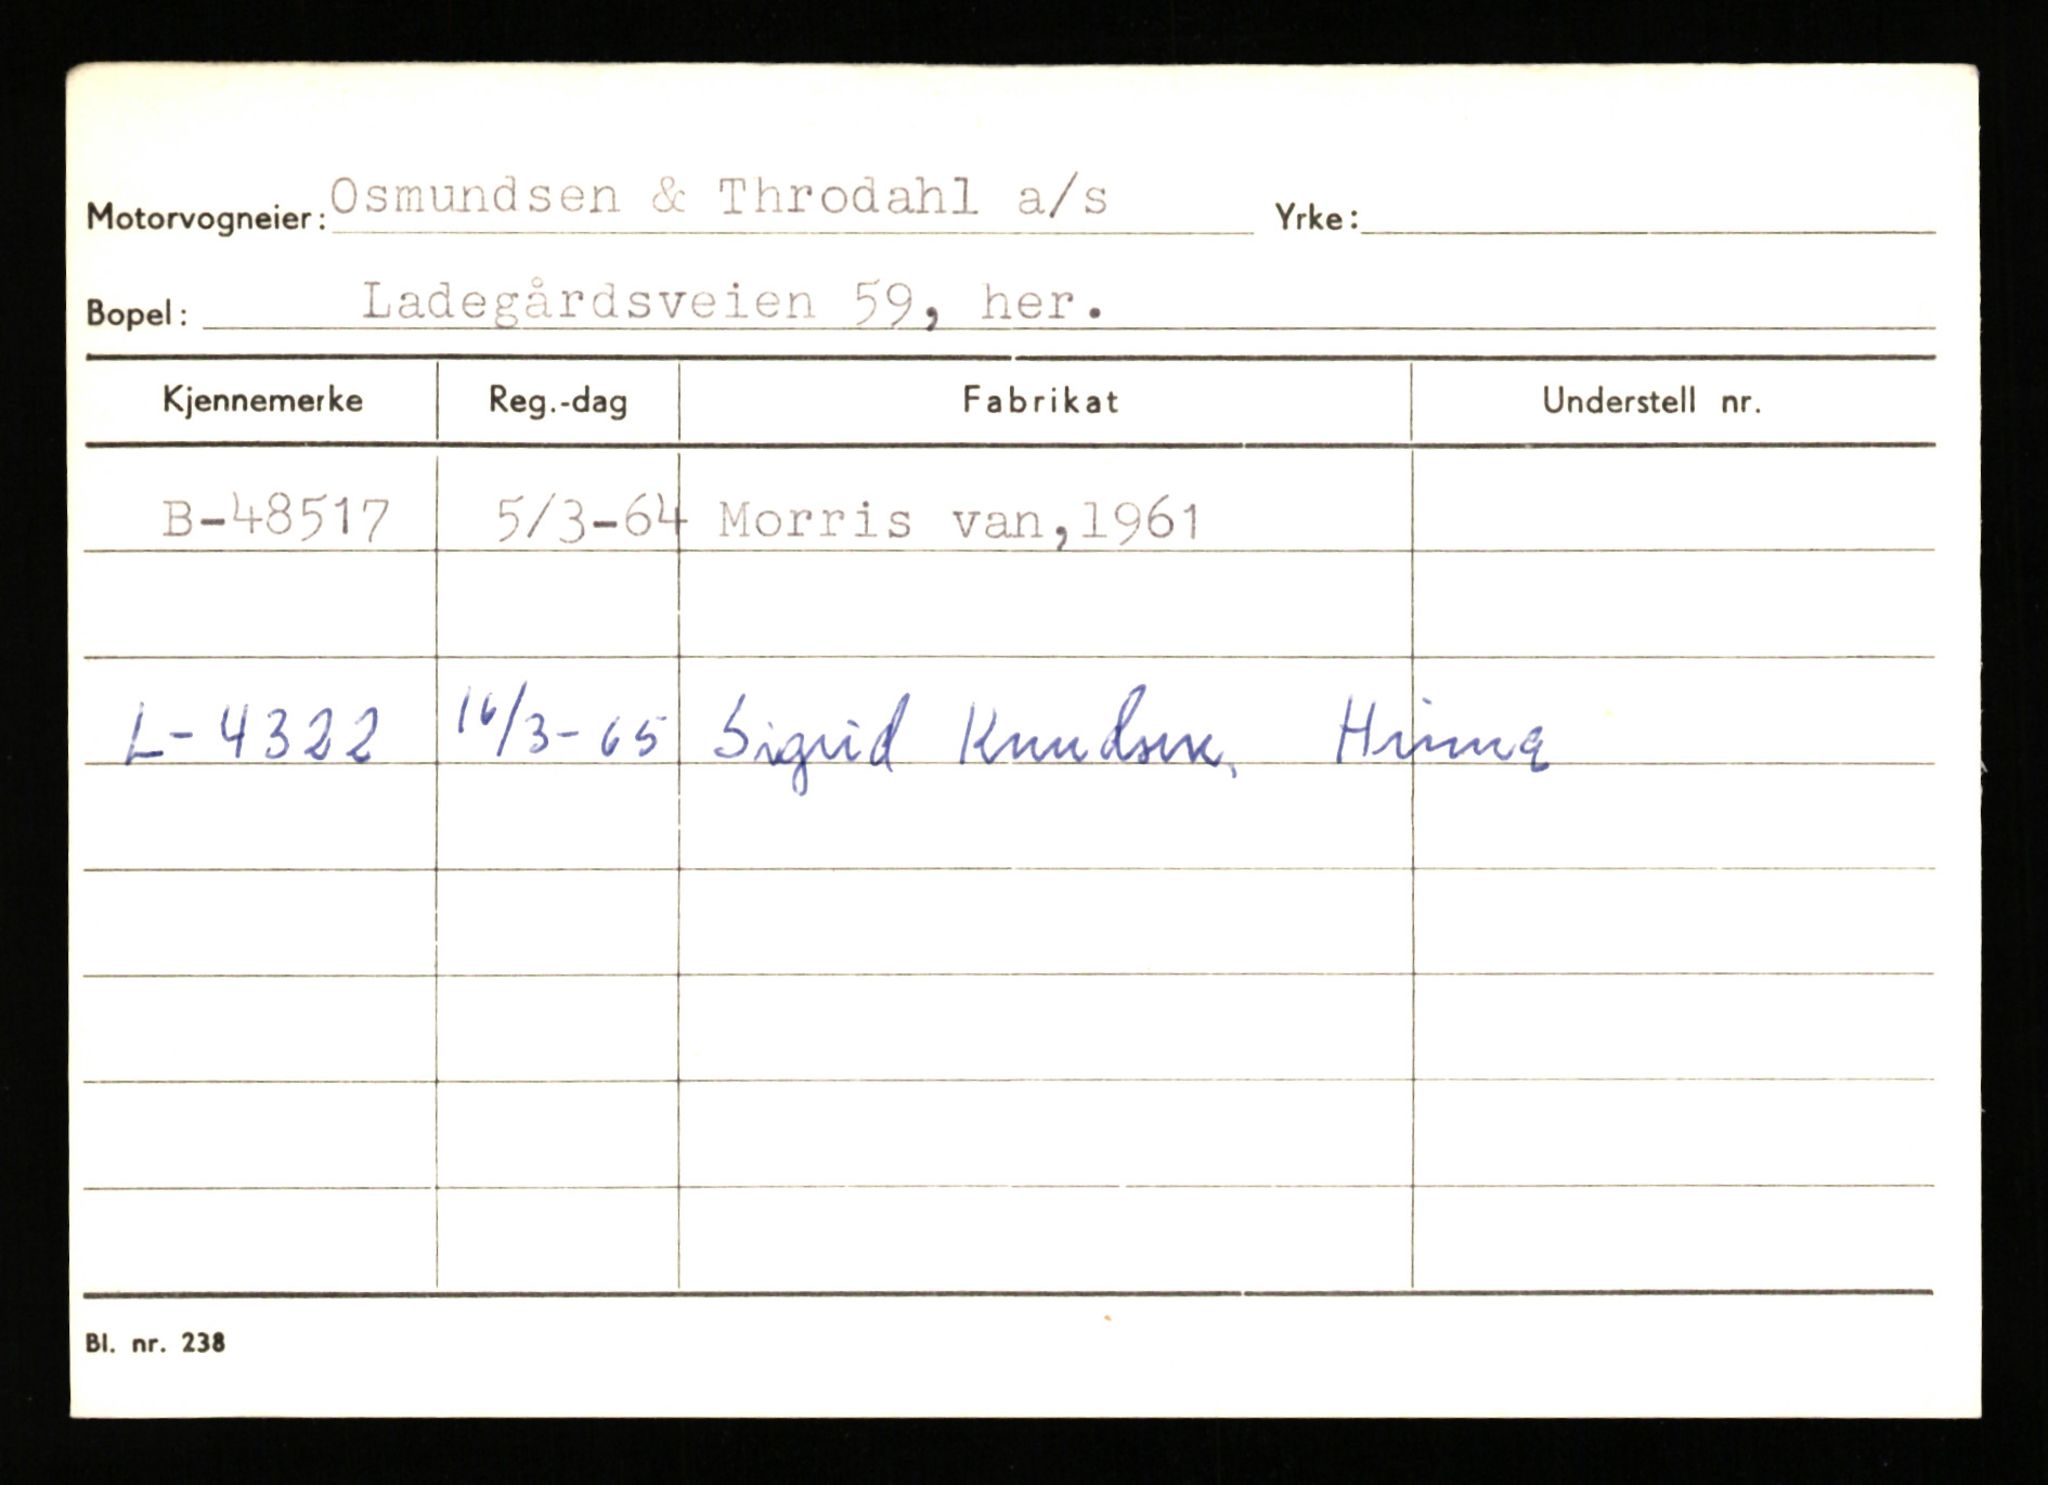 Motorvogneier: Osmundsen & Throdahl a/s Yrke:
Bopel: Ladegårdsveien 59, her.
Kjennemerke Reg.-dag Fabrikat Understell nr.
B-48517 5/3-64 Morris van,1961
L-4322 16/3-65 Sigrid Knudsen, Hinna
Bl. nr. 238